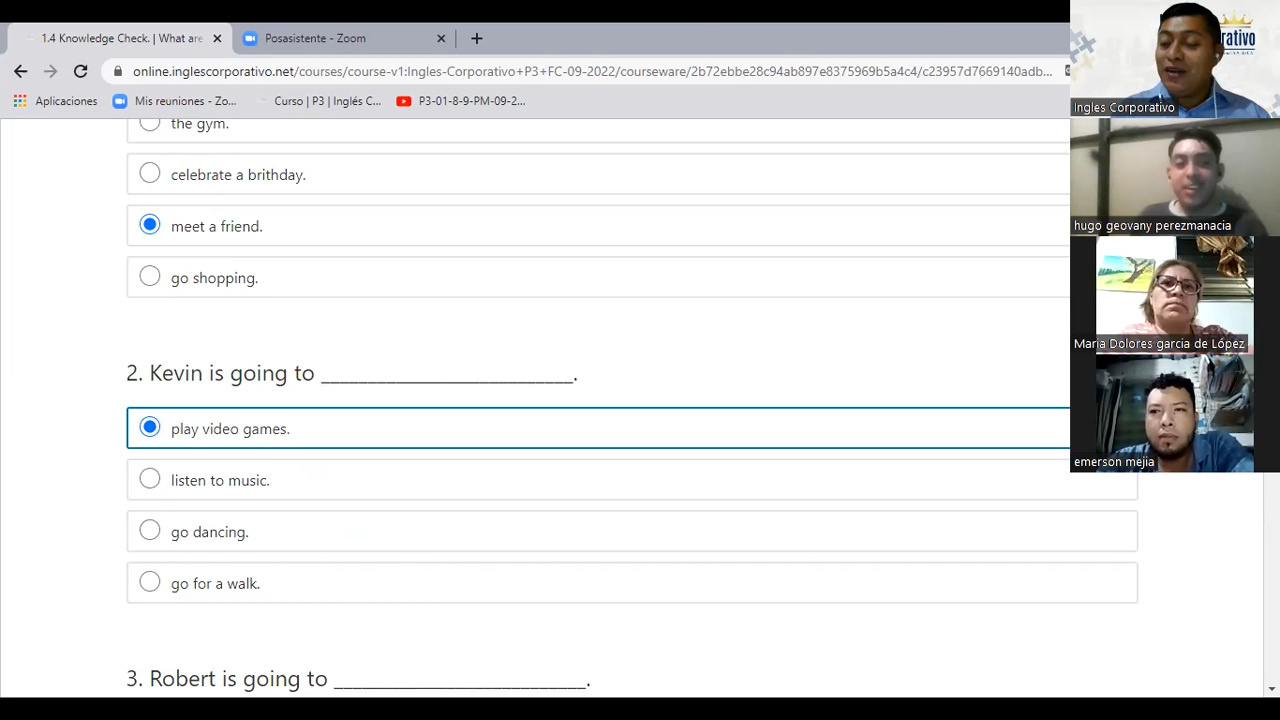 1.4 Knowledge Check. | What are
Posasistente - Zoom
online.inglescorporativo.net/courses/course-v1:Ingles-Corporativo+P3+FC-09-2022/courseware/2b72ebbe28c94ab897e8375969b5a4c4/c23957d7669140adb...
Aplicaciones
Mis reuniones - Zo...
Curso | P3 | Inglés C...
P3-01-8-9-PM-09-2...
the gym.
celebrate a brithday.
meet a friend.
go shopping.
2. Kevin is going to __________________________.
play video games.
listen to music.
go dancing.
go for a walk.
3. Robert is going to __________________________.
rativo
Ingles Corporativo
hugo geovany perezmanacia
Maria Dolores garcia de López
emerson mejia